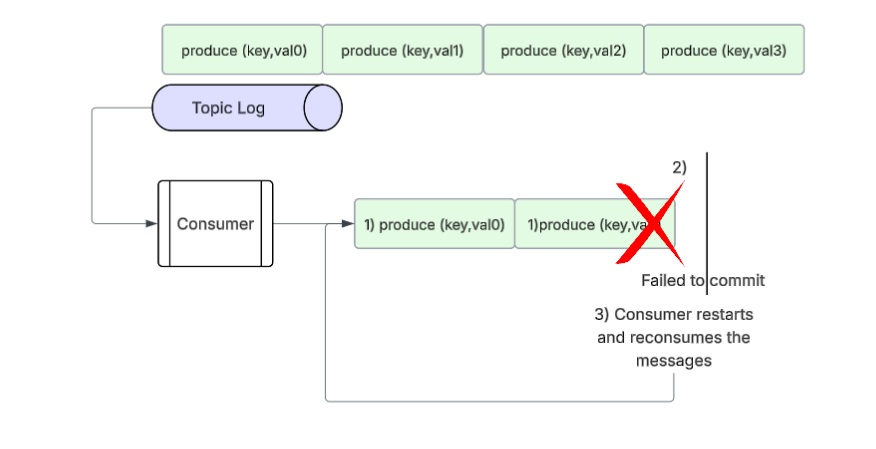 produce (key,val0) produce (key,val1) produce (key,val2) produce (key,val3)
Topic Log
2)
Consumer
1) produce (key,val0) 1)produce (key,va
Failed to commit
3) Consumer restarts
and reconsumes the
messages